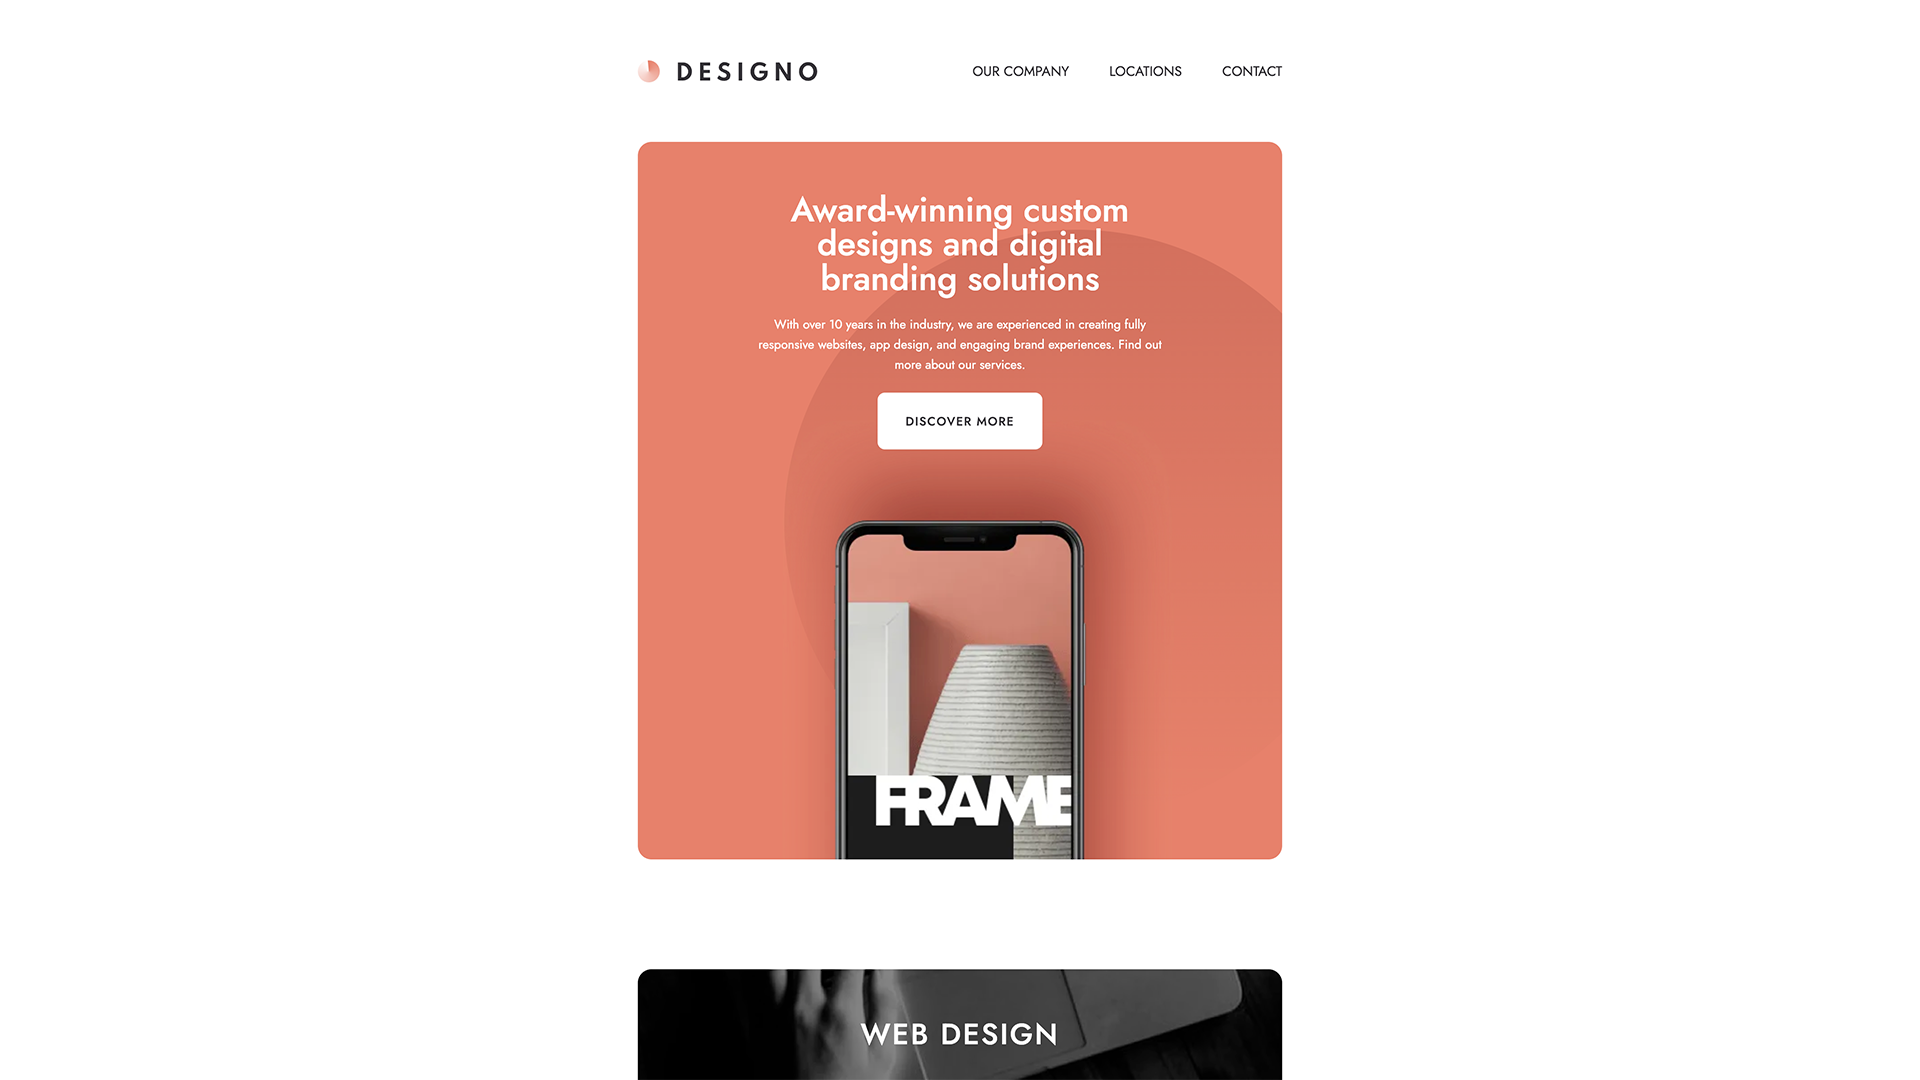 DESIGNO
OUR COMPANY
LOCATIONS
CONTACT
Award-winning custom
designs and digital
branding solutions
With over 10 years in the industry, we are experienced in creating fully
responsive websites, app design, and engaging brand experiences. Find out
more about our services.
DISCOVER MORE
FRAME
WEB DESIGN